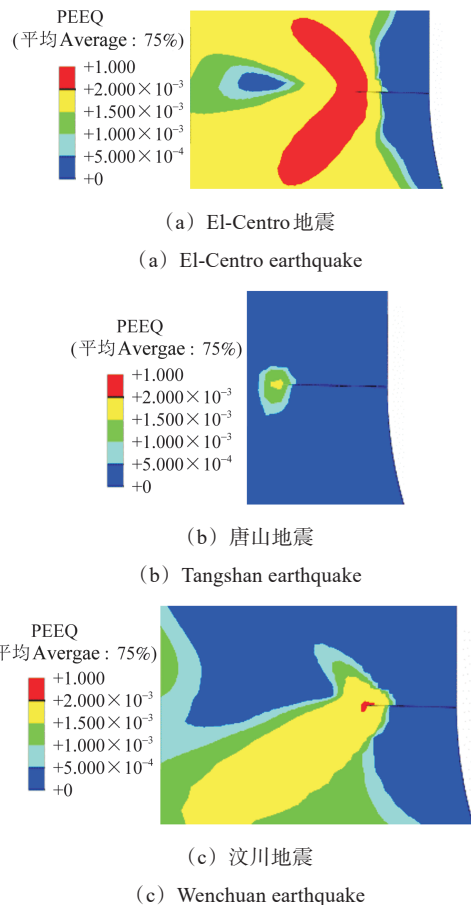 PEEQ
(平均Average: 75%)
+1.000
+2.000×10⁻³
+1.500×10⁻³
+1.000×10⁻³
+5.000×10⁻⁴
+0
(a) El-Centro地震
(a) El-Centro earthquake
PEEQ
(平均Avergae: 75%)
+1.000
+2.000×10⁻³
+1.500×10⁻³
+1.000×10⁻³
+5.000×10⁻⁴
+0
(b) 唐山地震
(b) Tangshan earthquake
PEEQ
平均Avergae: 75%)
+1.000
+2.000×10⁻³
+1.500×10⁻³
+1.000×10⁻³
+5.000×10⁻⁴
+0
(c) 汶川地震
(c) Wenchuan earthquake